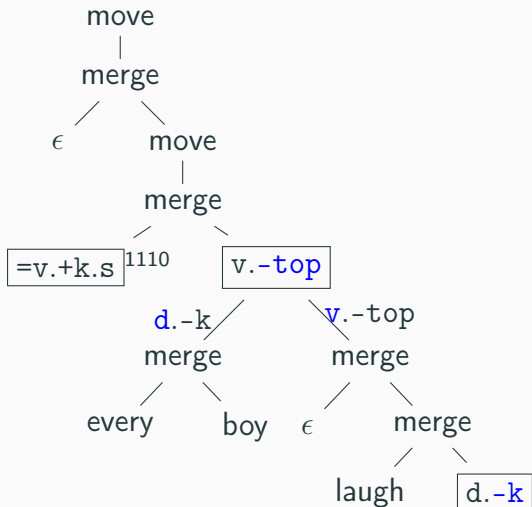 move
merge
ϵ move
merge
=v.+k.s 1110 v.-top
d.-k v.-top
merge merge
every boy ϵ merge
laugh d.-k